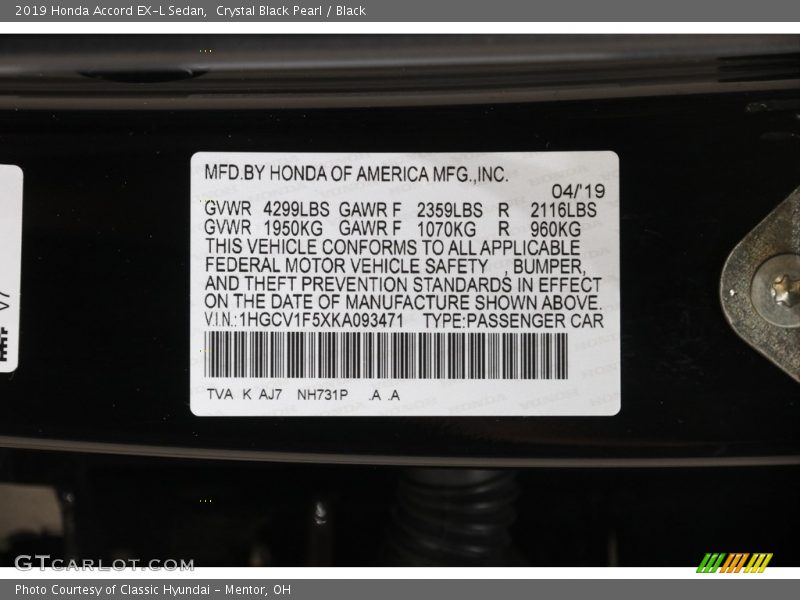 2019 Honda Accord EX-L Sedan,  Crystal Black Pearl / Black
MFD.BY HONDA OF AMERICA MFG.,INC.
04/'19
GVWR 4299LBS GAWR F 2359LBS R 2116LBS
GVWR 1950KG GAWR F 1070KG R 960KG
THIS VEHICLE CONFORMS TO ALL APPLICABLE
FEDERAL MOTOR VEHICLE SAFETY , BUMPER,
AND THEFT PREVENTION STANDARDS IN EFFECT
ON THE DATE OF MANUFACTURE SHOWN ABOVE.
V.I.N.:1HGCV1F5XKA093471 TYPE:PASSENGER CAR
TVA K AJ7 NH731P .A .A
GTCARLOT.COM
Photo Courtesy of Classic Hyundai - Mentor, OH